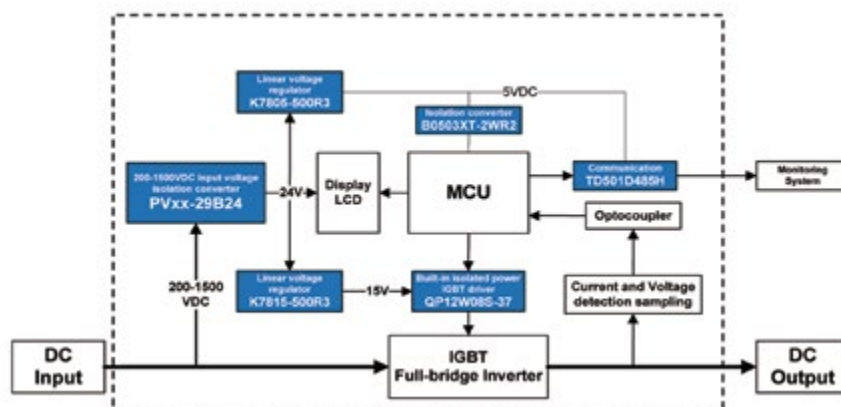 Linear voltage
regulator
K7805-500R3
5VDC
Isolation converter
B0503XT-2WR2
200-1500VDC input voltage
isolation converter
PVxx-29B24
24V
Display
LCD
MCU
Communication
TD501D485H
Monitoring
System
Optocoupler
200-1500
VDC
Linear voltage
regulator
K7815-500R3
15V
Built-in isolated power
IGBT driver
QP12W08S-37
Current and Voltage
detection sampling
DC
Input
IGBT
Full-bridge Inverter
DC
Output